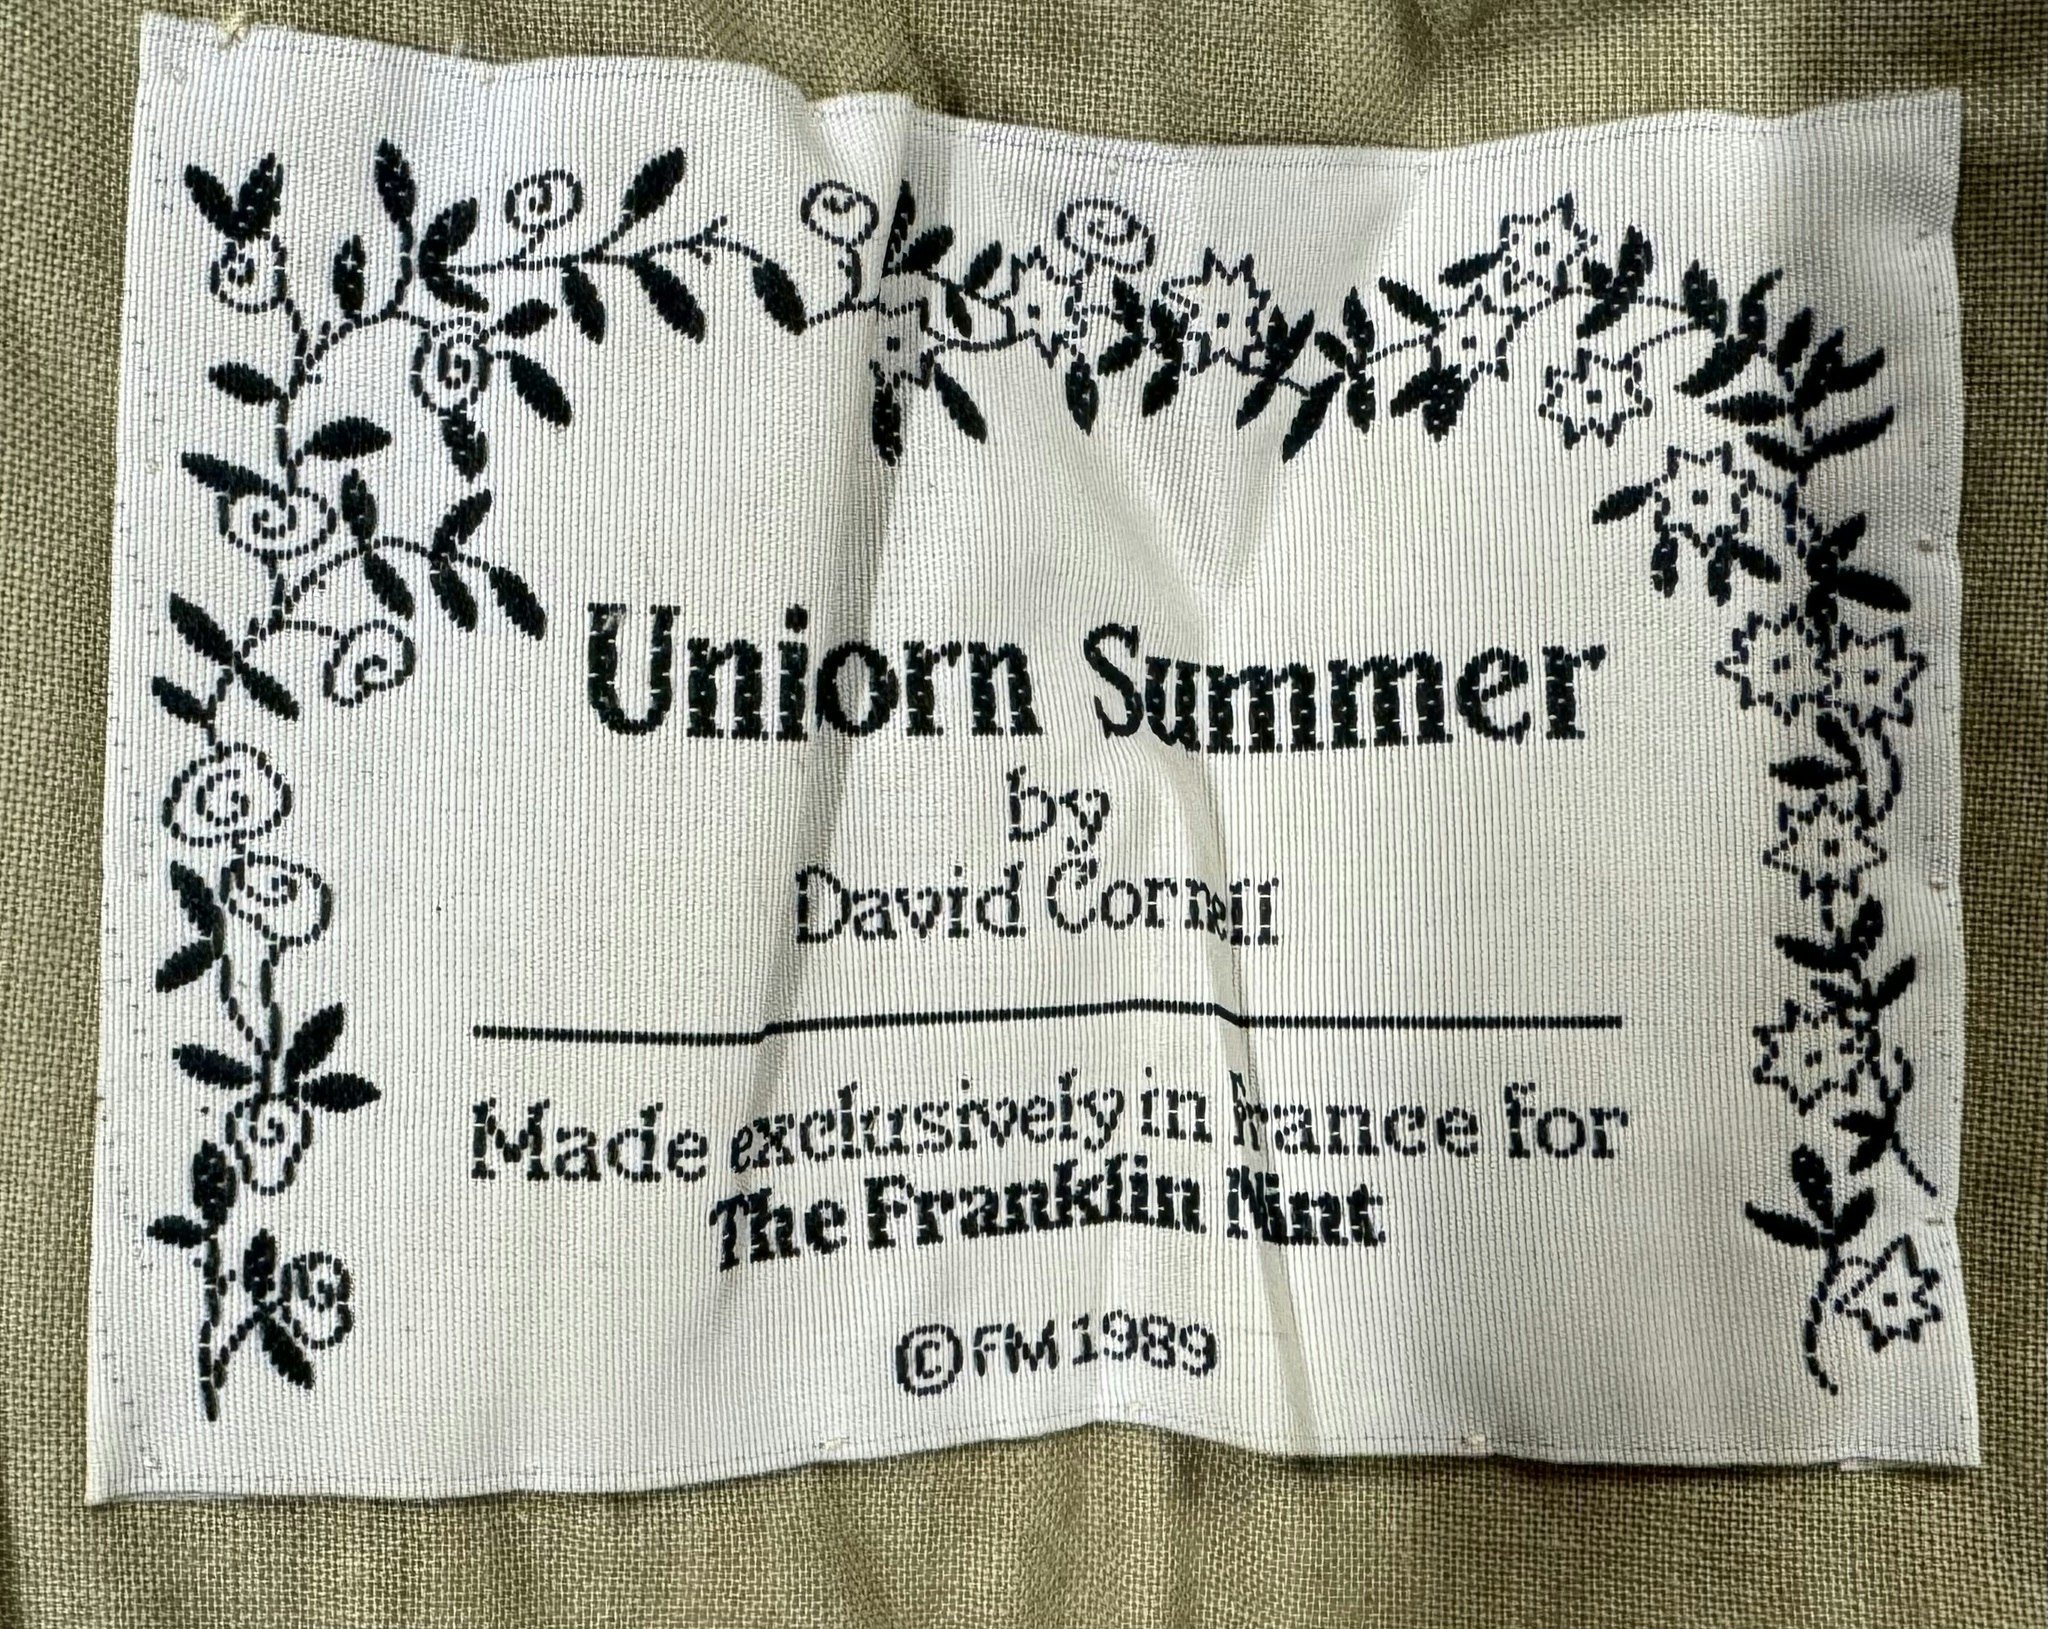 Uniorn Summer
by
David Cornell
Made exclusively in France for
The Franklin Mint
© FM 1989